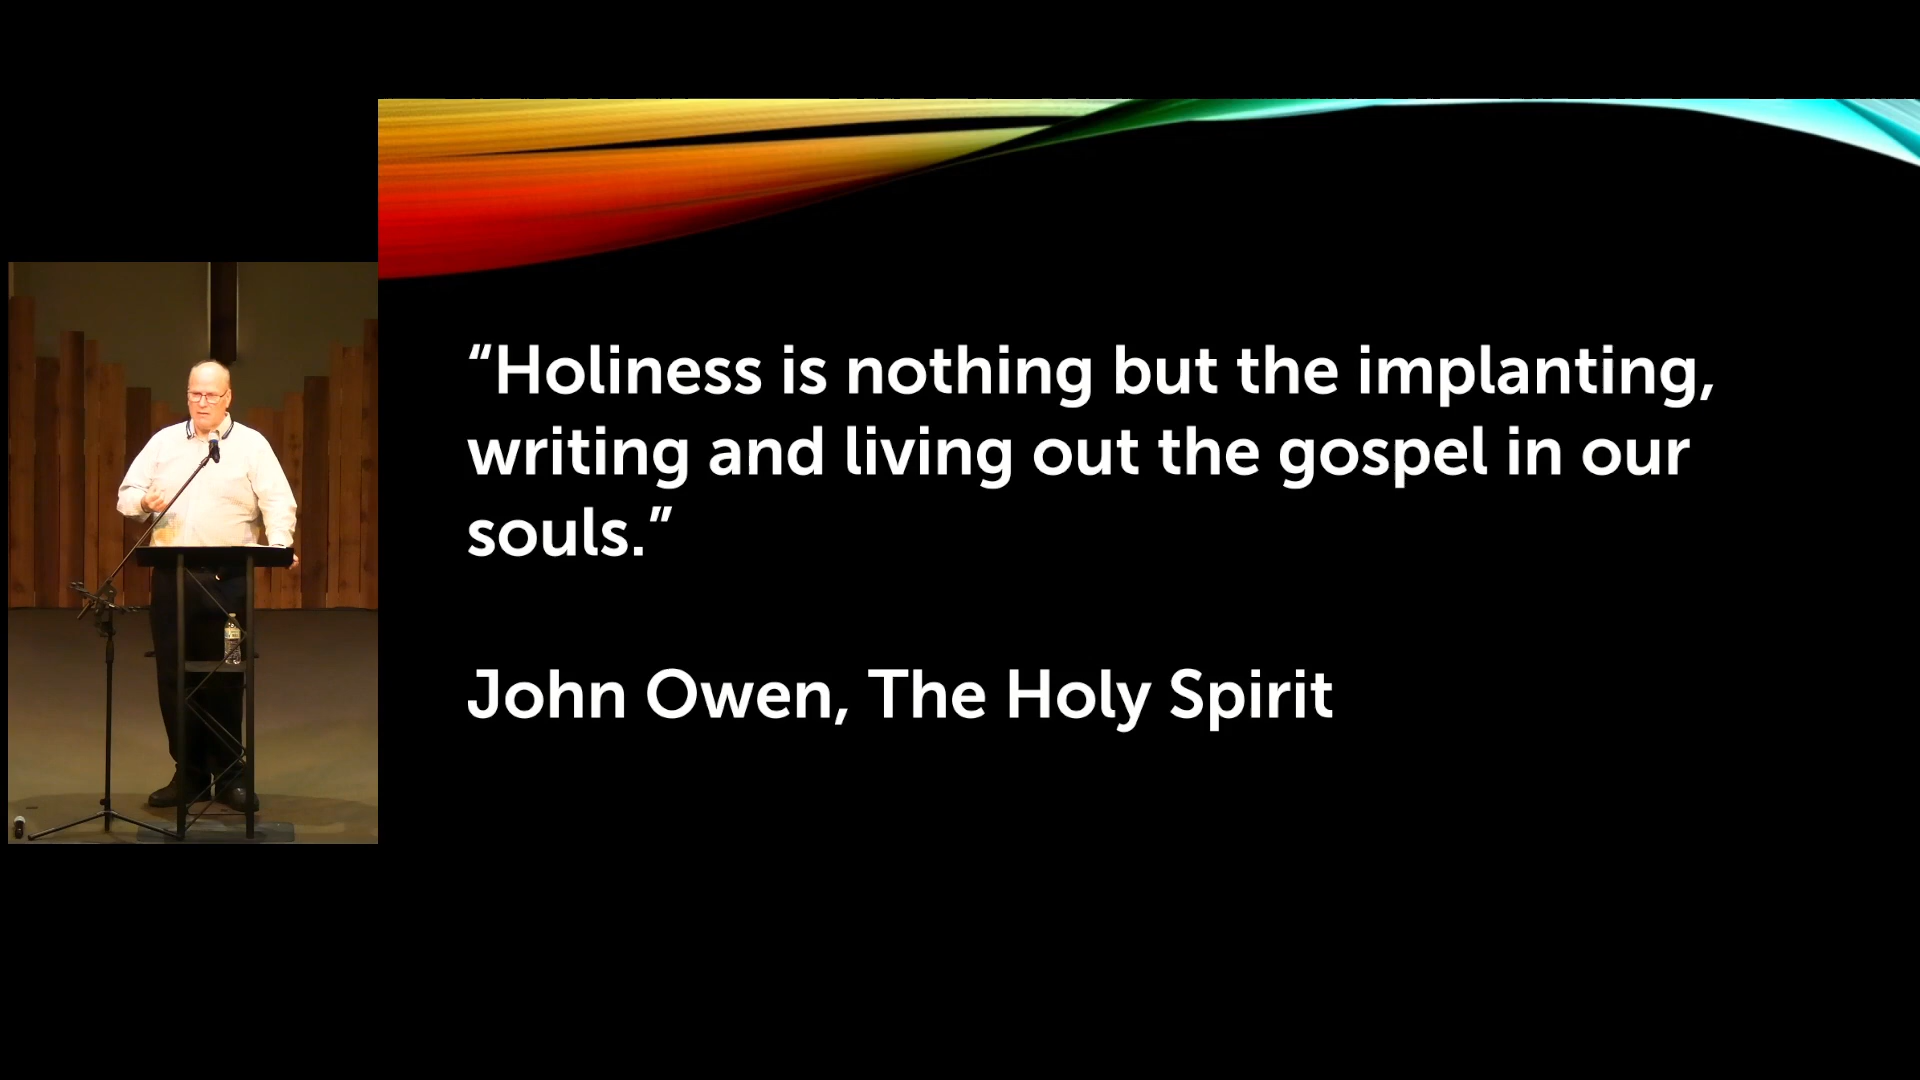 “Holiness is nothing but the implanting,
writing and living out the gospel in our
souls.”
John Owen, The Holy Spirit